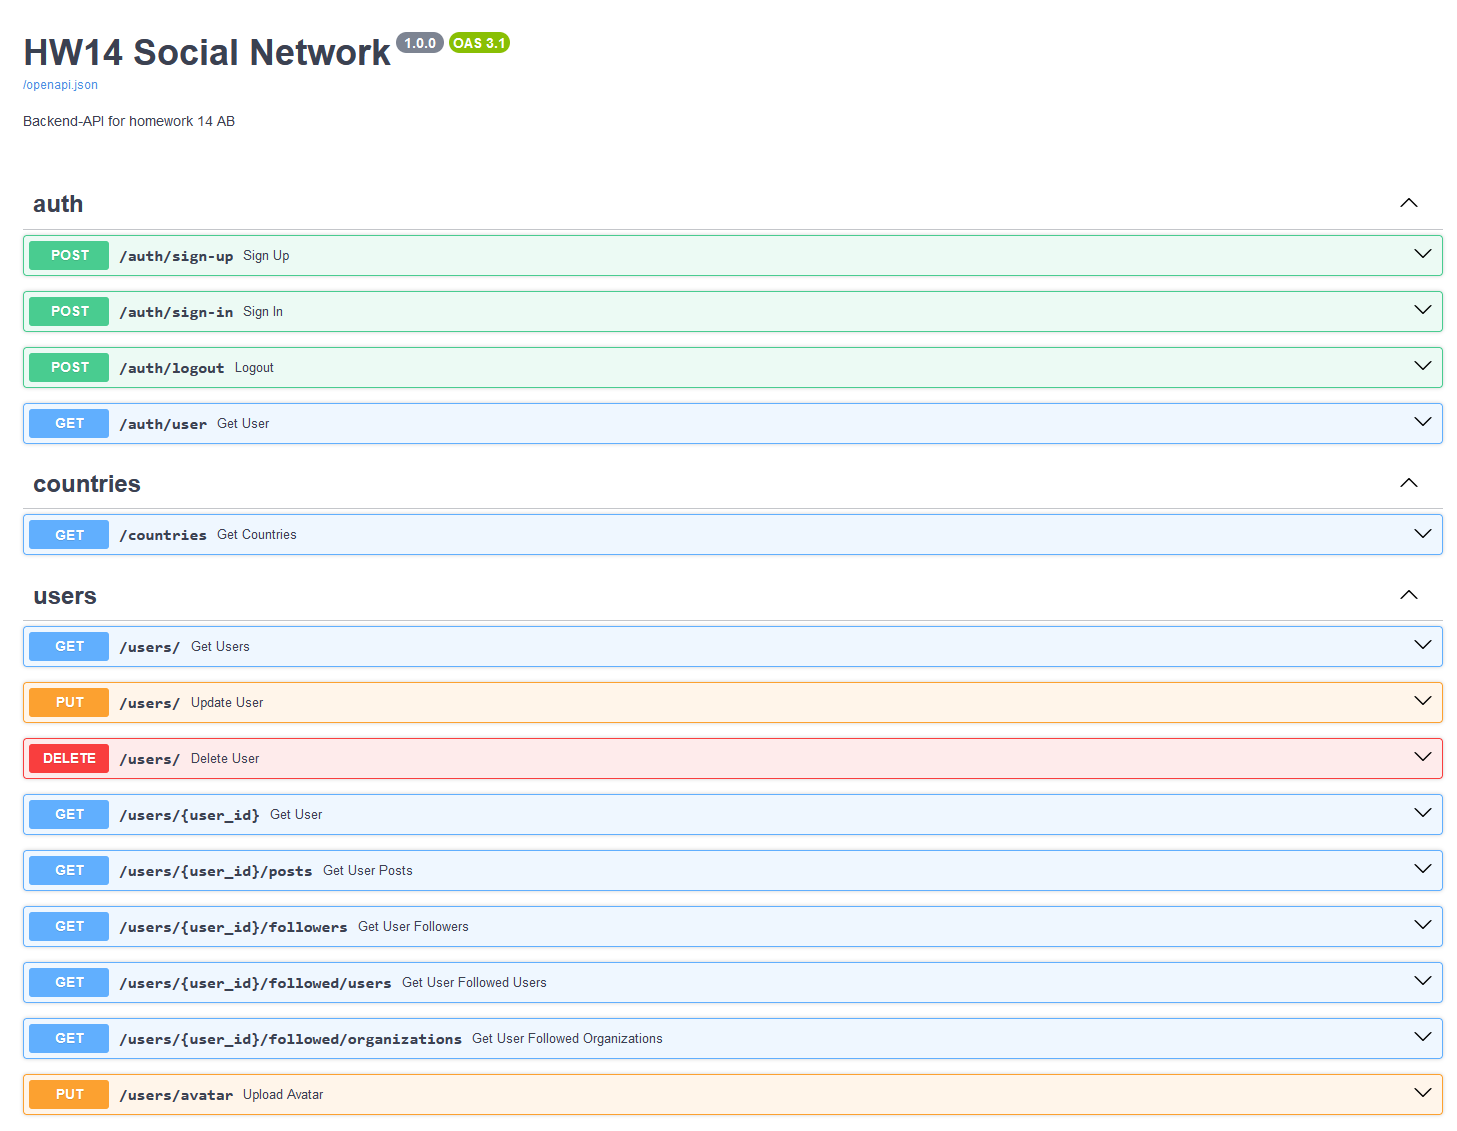 HW14 Social Network 1.0.0 OAS 3.1
/openapi.json
Backend-API for homework 14 AB
auth
POST /auth/sign-up Sign Up
POST /auth/sign-in Sign In
POST /auth/logout Logout
GET /auth/user Get User
countries
GET /countries Get Countries
users
GET /users/ Get Users
PUT /users/ Update User
DELETE /users/ Delete User
GET /users/{user_id} Get User
GET /users/{user_id}/posts Get User Posts
GET /users/{user_id}/followers Get User Followers
GET /users/{user_id}/followed/users Get User Followed Users
GET /users/{user_id}/followed/organizations Get User Followed Organizations
PUT /users/avatar Upload Avatar